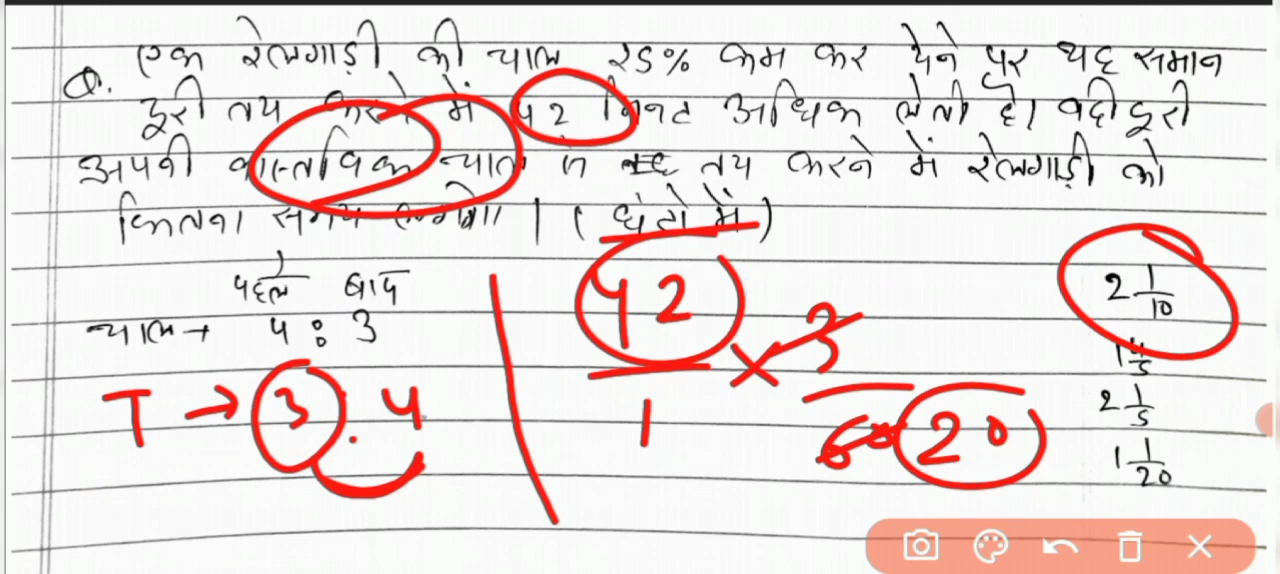 Q. एक रेलगाड़ी की चाल 25% कम कर देने पर यह समान
दूरी तय करने में 42 मिनट अधिक लेती है। वही दूरी
अपनी वास्तविक चाल से तय करने में रेलगाड़ी को
कितना समय लगेगा। (घंटो में)
पहले बाद
चाल → 4 : 3
T → 3 . 4
42
1
× 3
60 20
2 1/10
1 4/5
2 1/5
1 1/20